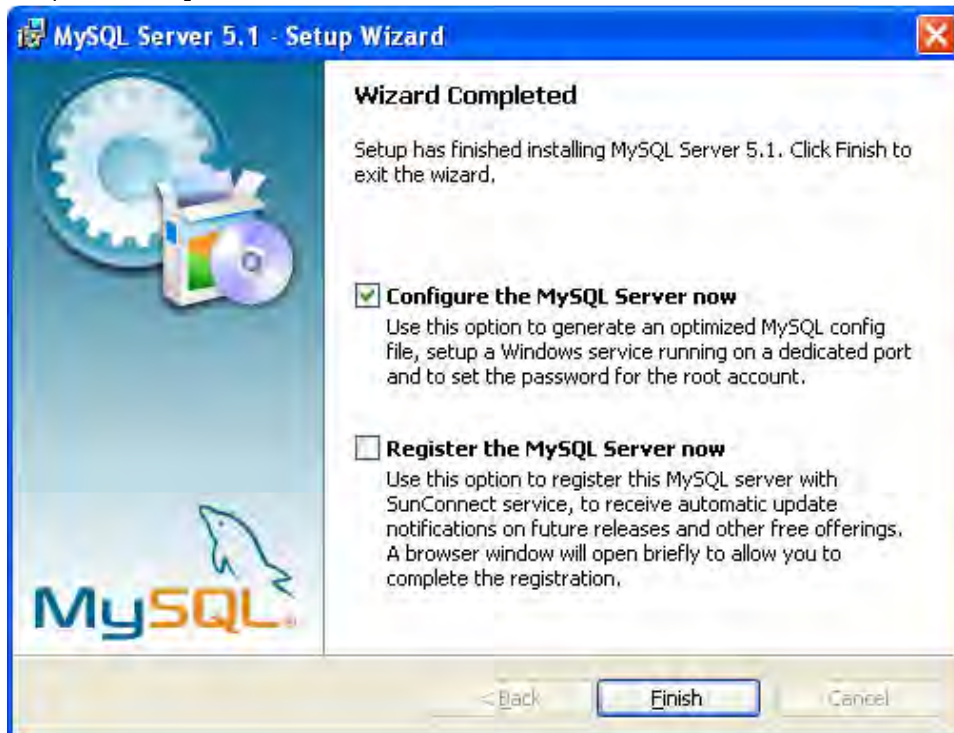 MySQL Server 5.1 - Setup Wizard
Wizard Completed
Setup has finished installing MySQL Server 5.1. Click Finish to
exit the wizard.
Configure the MySQL Server now
Use this option to generate an optimized MySQL config
file, setup a Windows service running on a dedicated port
and to set the password for the root account.
Register the MySQL Server now
Use this option to register this MySQL server with
SunConnect service, to receive automatic update
notifications on future releases and other free offerings.
A browser window will open briefly to allow you to
complete the registration.
MySQL
< Back Finish Cancel